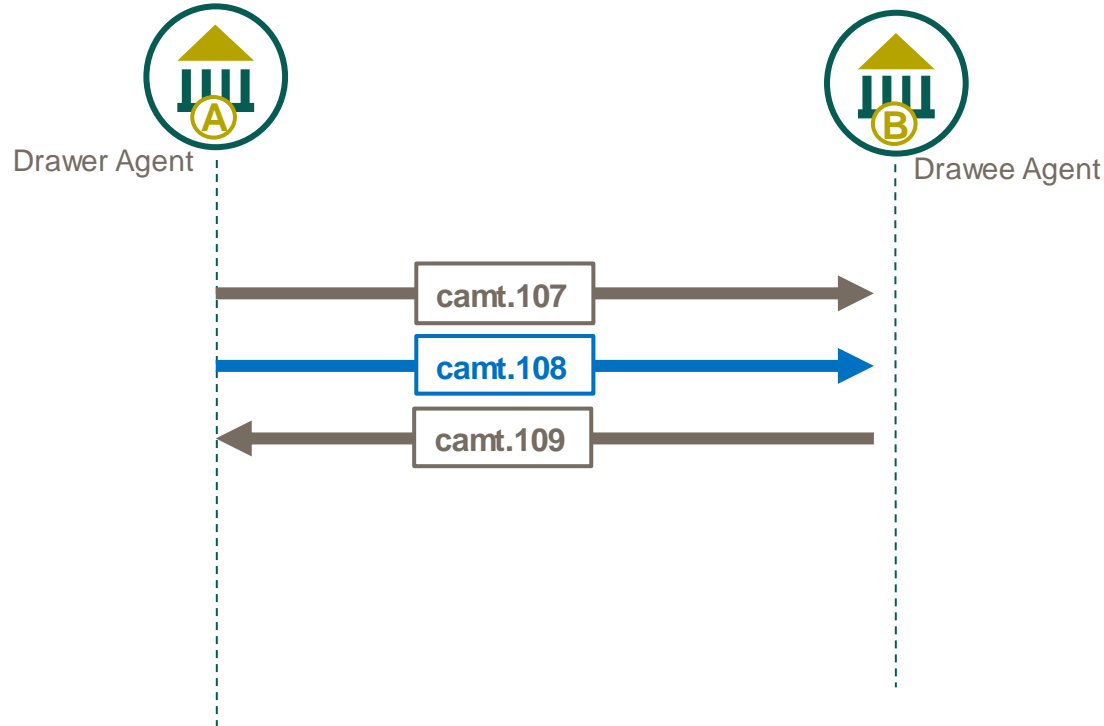 A
B
Drawer Agent
Drawee Agent
camt.107
camt.108
camt.109